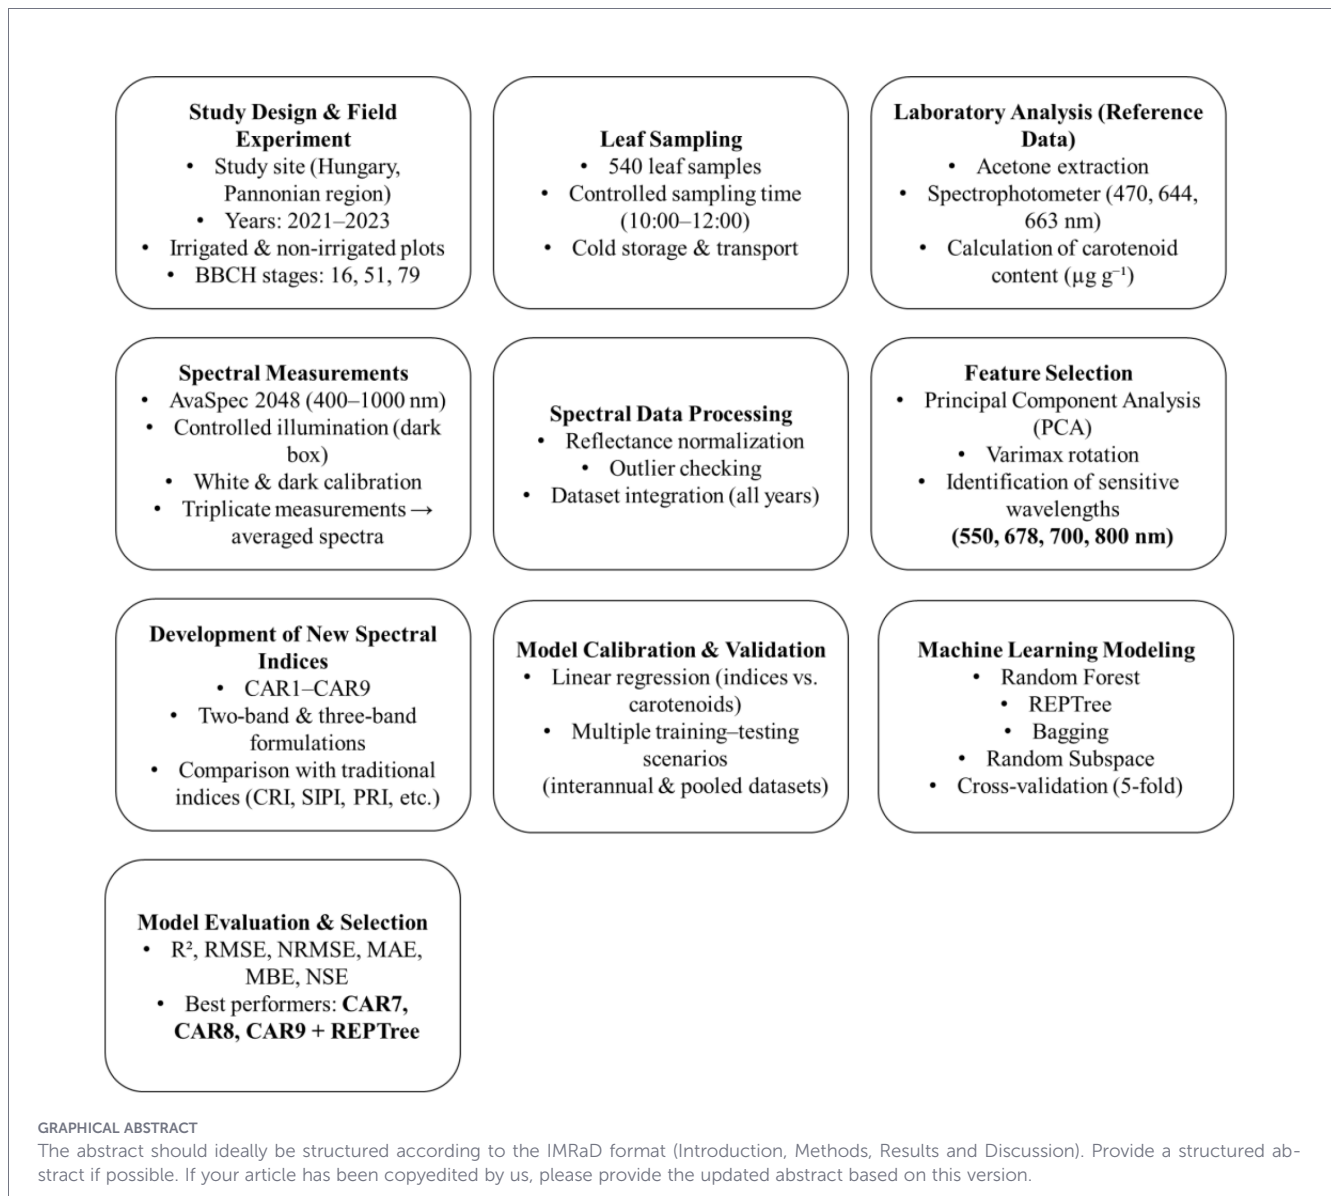 Study Design & Field
Experiment
• Study site (Hungary,
Pannonian region)
• Years: 2021–2023
• Irrigated & non-irrigated plots
• BBCH stages: 16, 51, 79
Leaf Sampling
• 540 leaf samples
• Controlled sampling time
(10:00–12:00)
• Cold storage & transport
Laboratory Analysis (Reference
Data)
• Acetone extraction
• Spectrophotometer (470, 644,
663 nm)
• Calculation of carotenoid
content (µg g⁻¹)
Spectral Measurements
• AvaSpec 2048 (400–1000 nm)
• Controlled illumination (dark
box)
• White & dark calibration
• Triplicate measurements →
averaged spectra
Spectral Data Processing
• Reflectance normalization
• Outlier checking
• Dataset integration (all years)
Feature Selection
• Principal Component Analysis
(PCA)
• Varimax rotation
• Identification of sensitive
wavelengths
(550, 678, 700, 800 nm)
Development of New Spectral
Indices
• CAR1–CAR9
• Two-band & three-band
formulations
• Comparison with traditional
indices (CRI, SIPI, PRI, etc.)
Model Calibration & Validation
• Linear regression (indices vs.
carotenoids)
• Multiple training–testing
scenarios
(interannual & pooled datasets)
Machine Learning Modeling
• Random Forest
• REPTree
• Bagging
• Random Subspace
• Cross-validation (5-fold)
Model Evaluation & Selection
• R², RMSE, NRMSE, MAE,
MBE, NSE
• Best performers: CAR7,
CAR8, CAR9 + REPTree
GRAPHICAL ABSTRACT
The abstract should ideally be structured according to the IMRaD format (Introduction, Methods, Results and Discussion). Provide a structured ab-
stract if possible. If your article has been copyedited by us, please provide the updated abstract based on this version.